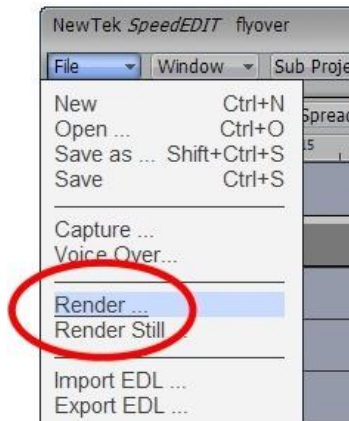 NewTek SpeedEDIT flyover
File Window Sub Proje
New Ctrl+N
Open ... Ctrl+O
Save as ... Shift+Ctrl+S
Save Ctrl+S
Spread
15
Capture ...
Voice Over...
Render ...
Render Still
Import EDL ...
Export EDL ...